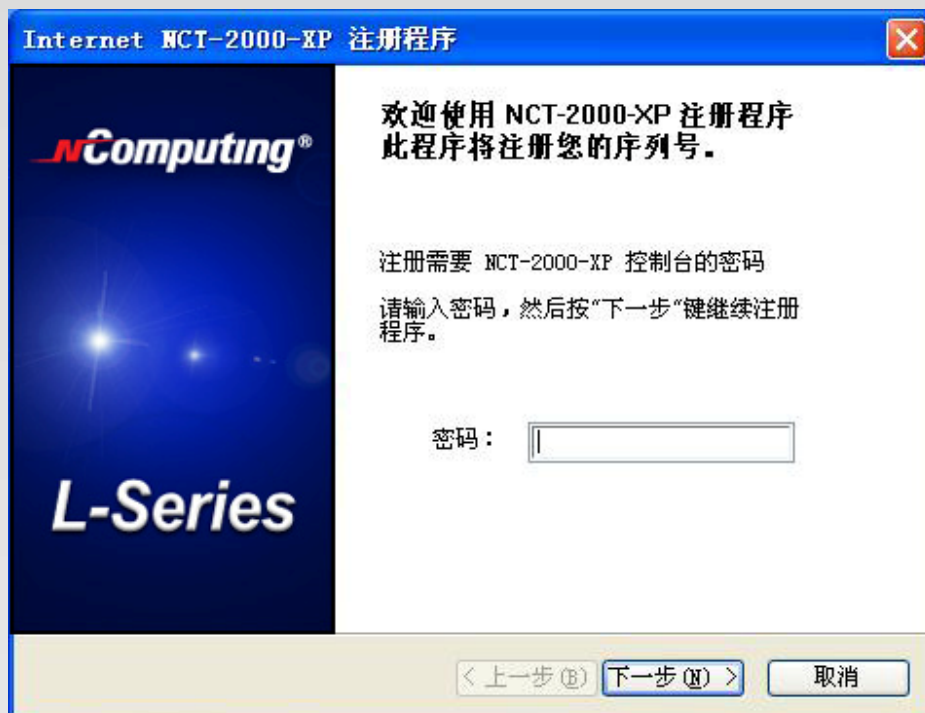 Internet NCT-2000-XP 注册程序
NComputing®
L-Series
欢迎使用 NCT-2000-XP 注册程序
此程序将注册您的序列号。
注册需要 NCT-2000-XP 控制台的密码
请输入密码，然后按“下一步“键继续注册
程序。
密码：
< 上一步(B) 下一步(N) > 取消